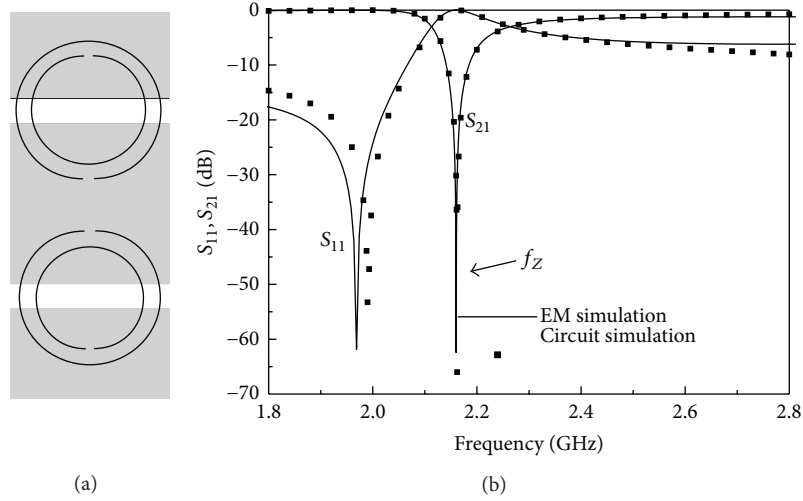 0
−10
−20
−30
−40
−50
−60
−70
S11, S21 (dB)
S21
S11
fZ
EM simulation
Circuit simulation
1.8 2.0 2.2 2.4 2.6 2.8
Frequency (GHz)
(a) (b)